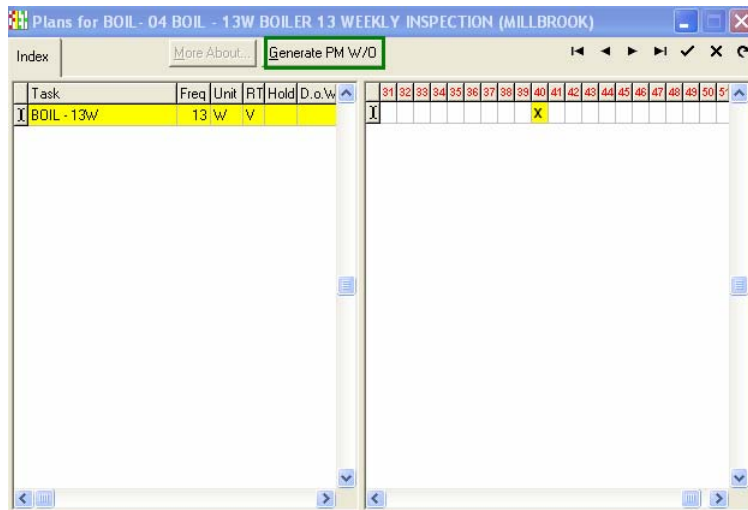 Plans for BOIL- 04 BOIL - 13W BOILER 13 WEEKLY INSPECTION (MILLBROOK)
Index More About... Generate PM W/O
Task Freq Unit RT Hold D.o.W 31 32 33 34 35 36 37 38 39 40 41 42 43 44 45 46 47 48 49 50
BOIL - 13W 13 W V X